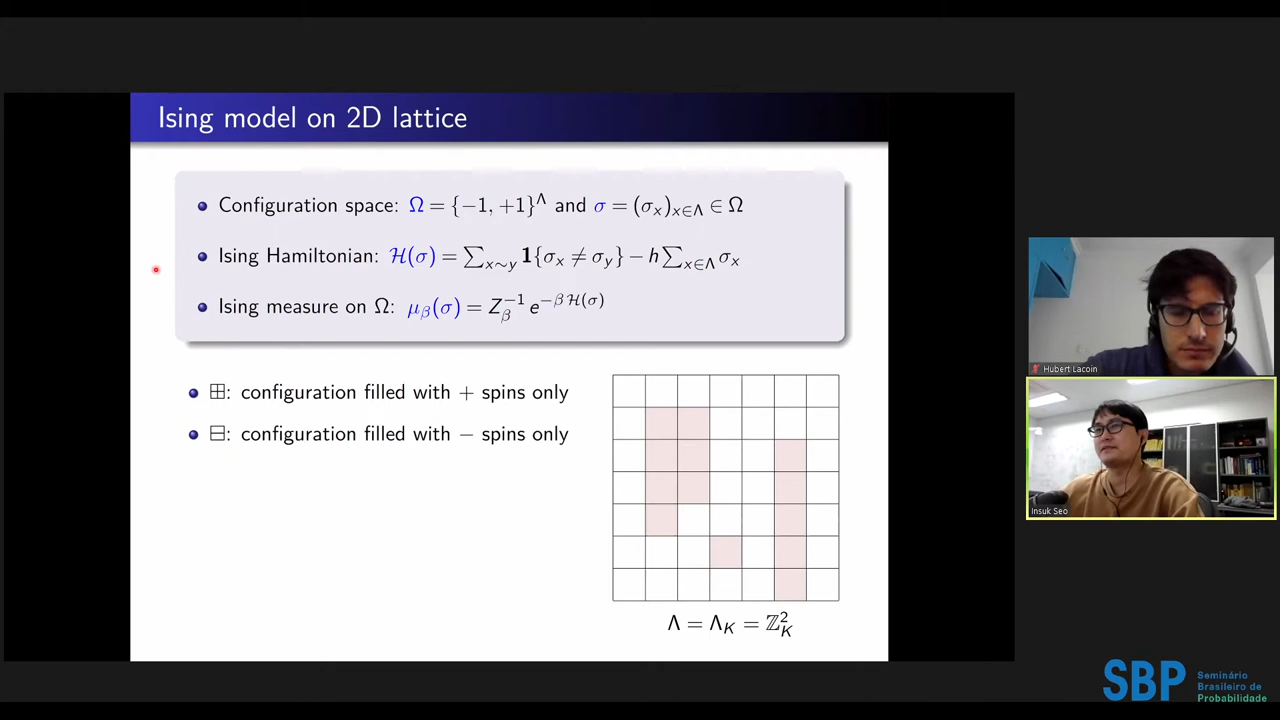 Ising model on 2D lattice
Configuration space: Ω = {−1, +1}^Λ and σ = (σ_x)_{x∈Λ} ∈ Ω
Ising Hamiltonian: ℋ(σ) = ∑_{x∼y} 𝟏{σ_x ≠ σ_y} − h∑_{x∈Λ} σ_x
Ising measure on Ω: μ_β(σ) = Z_β^{−1} e^{−β ℋ(σ)}
⊞: configuration filled with + spins only
⊟: configuration filled with − spins only
Λ = Λ_K = ℤ_K^2
Hubert Lacoin
Insuk Seo
SBP
Seminário
Brasileiro de
Probabilidade